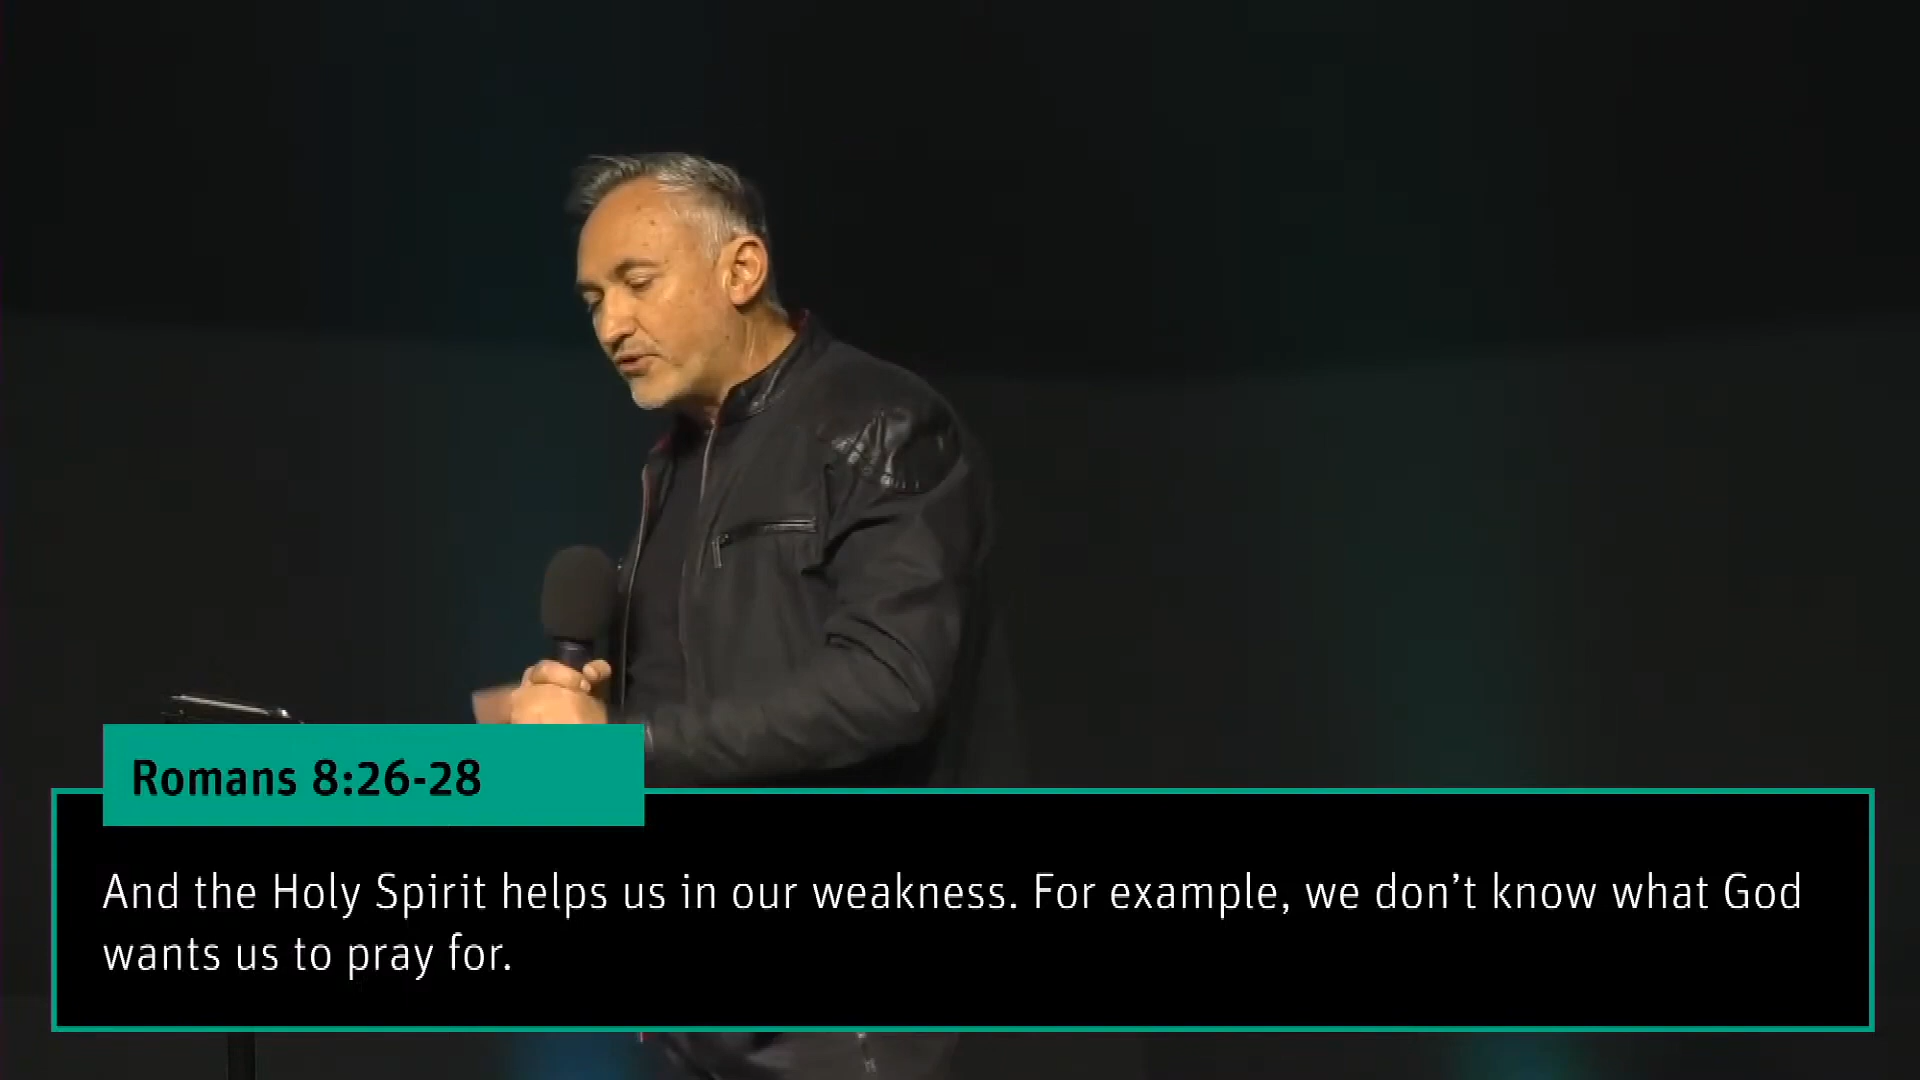 Romans 8:26-28
And the Holy Spirit helps us in our weakness. For example, we don’t know what God
wants us to pray for.